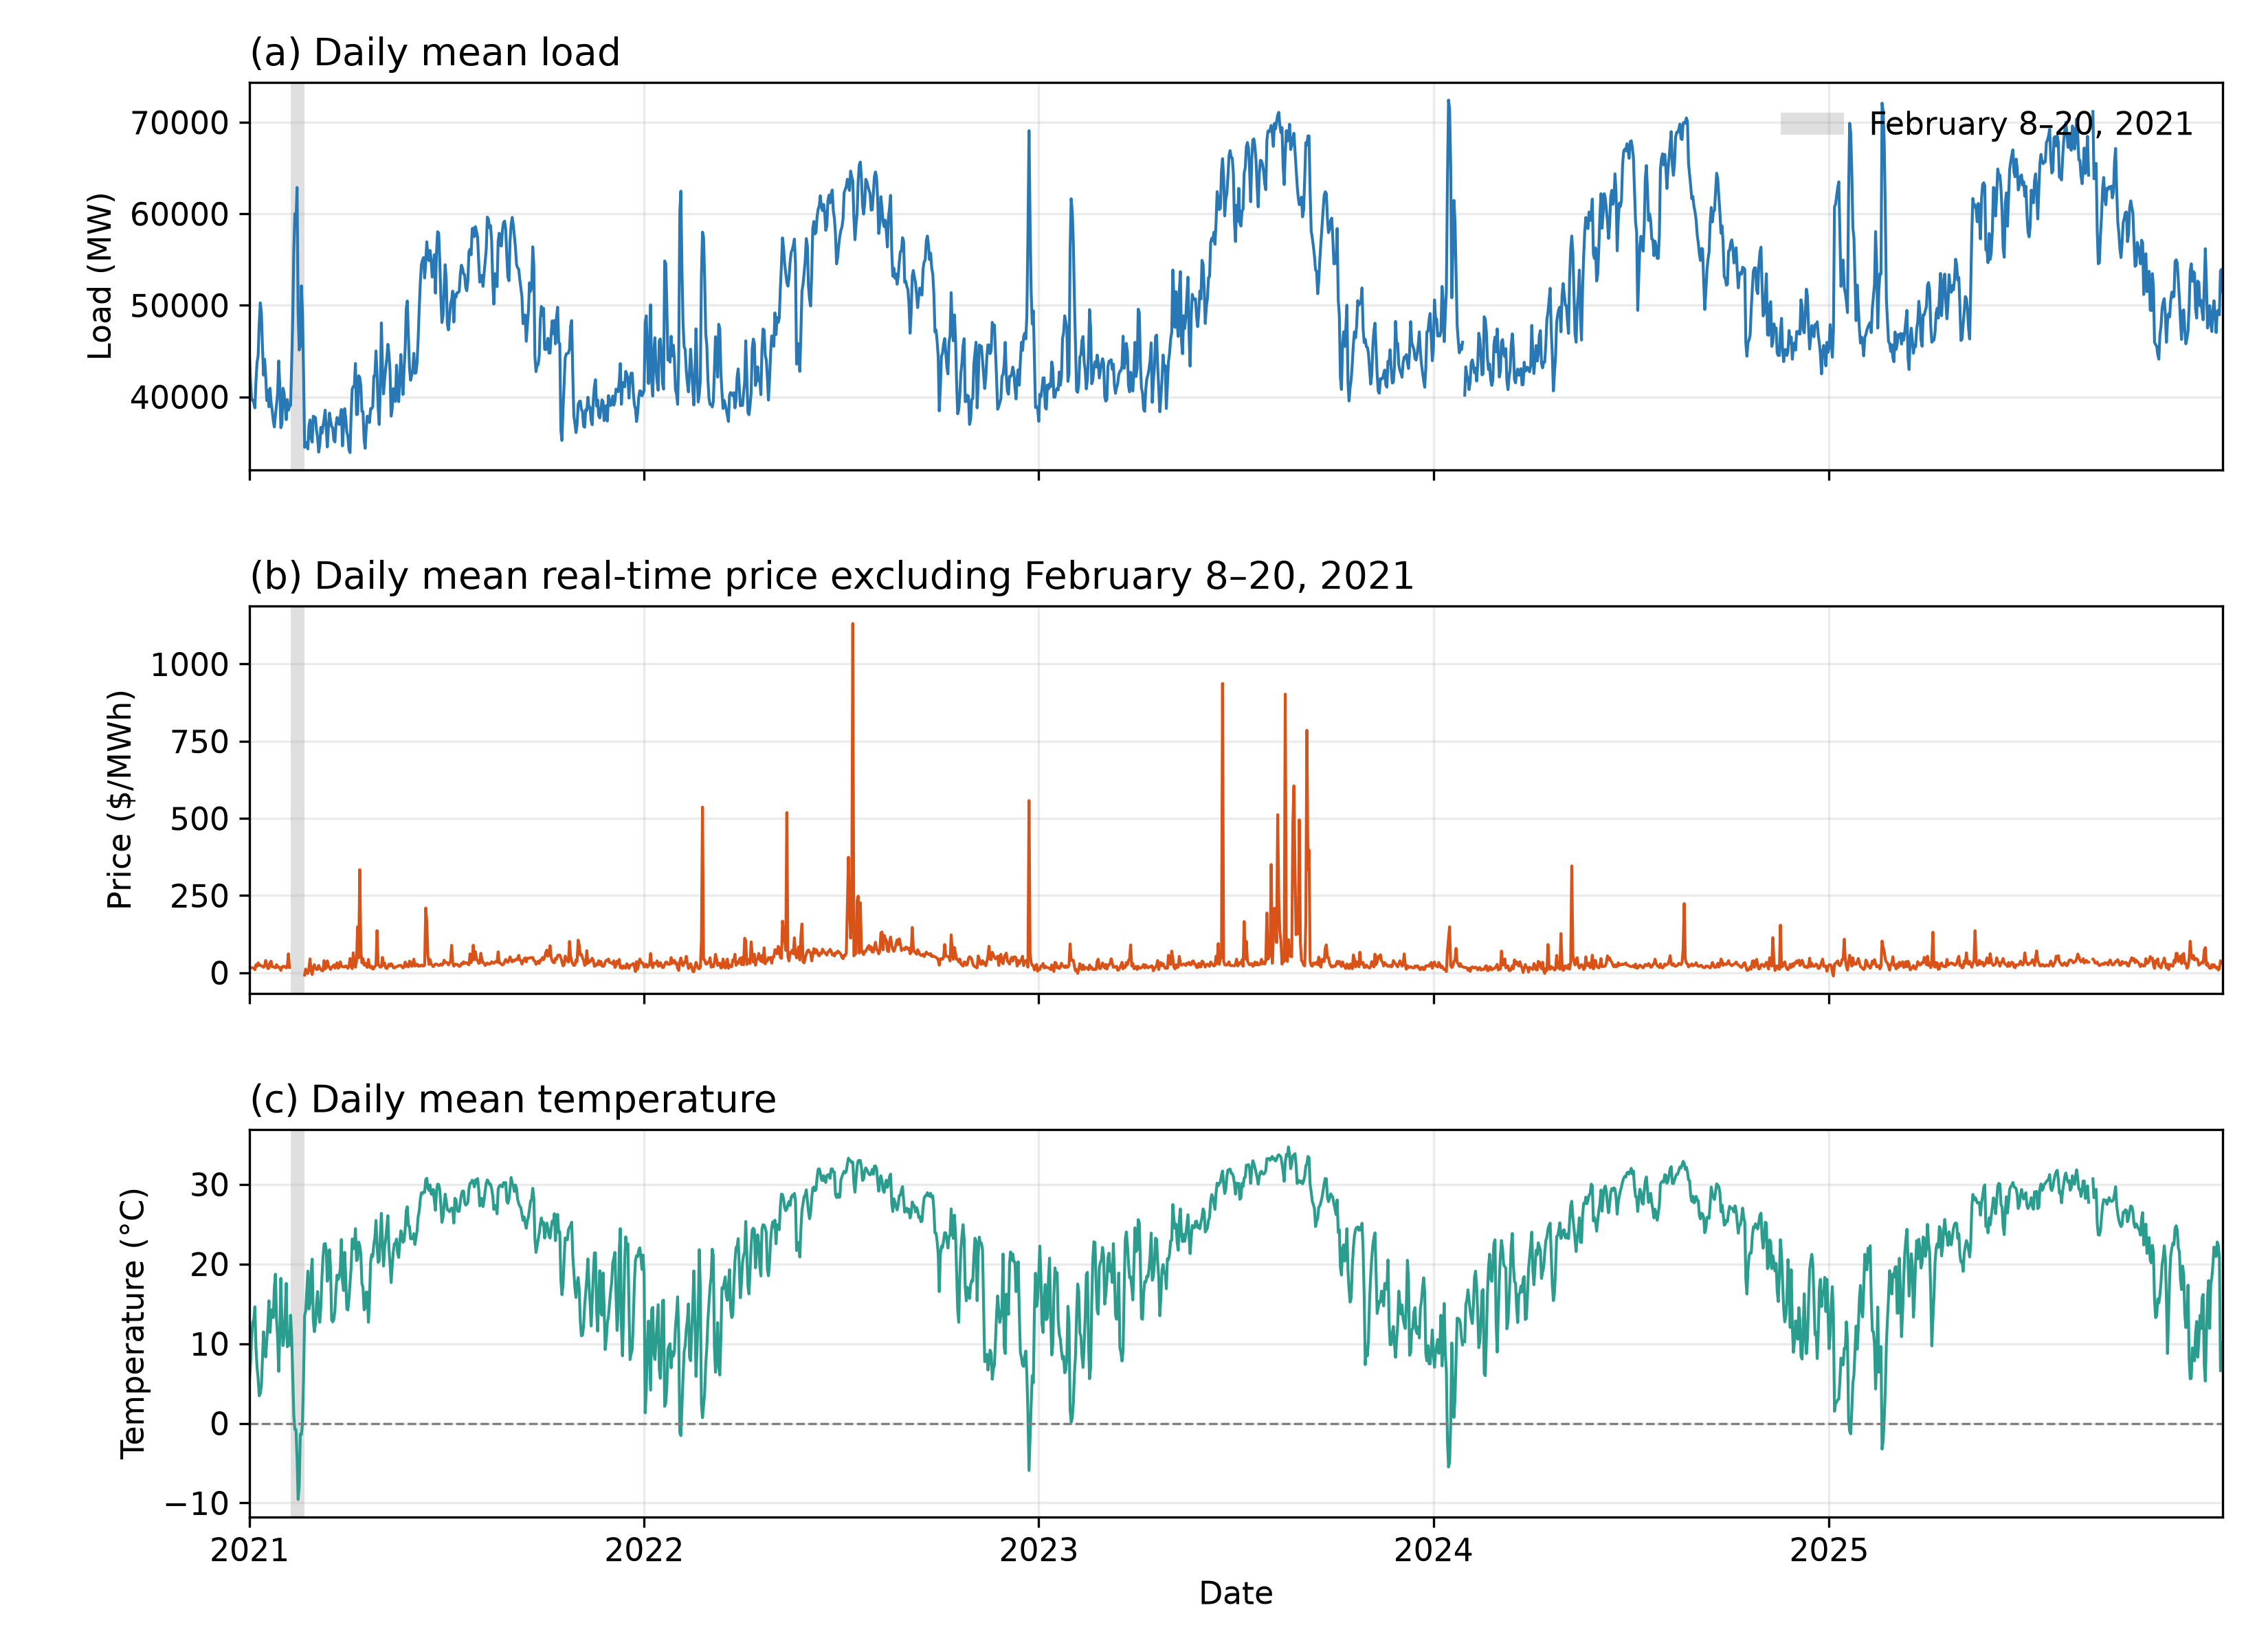 (a) Daily mean load
Load (MW)
70000
60000
50000
40000
February 8–20, 2021
(b) Daily mean real-time price excluding February 8–20, 2021
Price ($/MWh)
1000
750
500
250
0
(c) Daily mean temperature
Temperature (°C)
30
20
10
0
−10
2021 2022 2023 2024 2025
Date